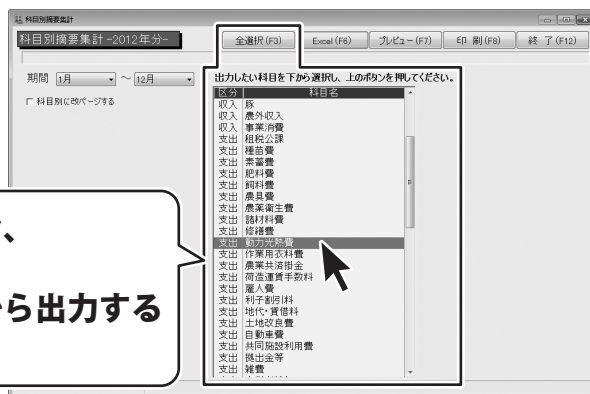 科目別摘要集計
科目別摘要集計-2012年分-
全選択(F3)
Excel(F6)
プレビュー(F7)
印 刷(F8)
終 了(F12)
期間 1月 ～ 12月
科目別に改ページする
出力したい科目を下から選択し、上のボタンを押してください。
区分 科目名
収入 豚
収入 農外収入
収入 事業消費
支出 租税公課
支出 種苗費
支出 素畜費
支出 肥料費
支出 飼料費
支出 農具費
支出 農薬衛生費
支出 諸材料費
支出 修繕費
支出 動力光熱費
支出 作業用衣料費
支出 農業共済掛金
支出 荷造運賃手数料
支出 雇人費
支出 利子割引料
支出 地代・賃借料
支出 土地改良費
支出 自動車費
支出 共同施設利用費
支出 拠出金等
支出 雑費
、
ら出力する